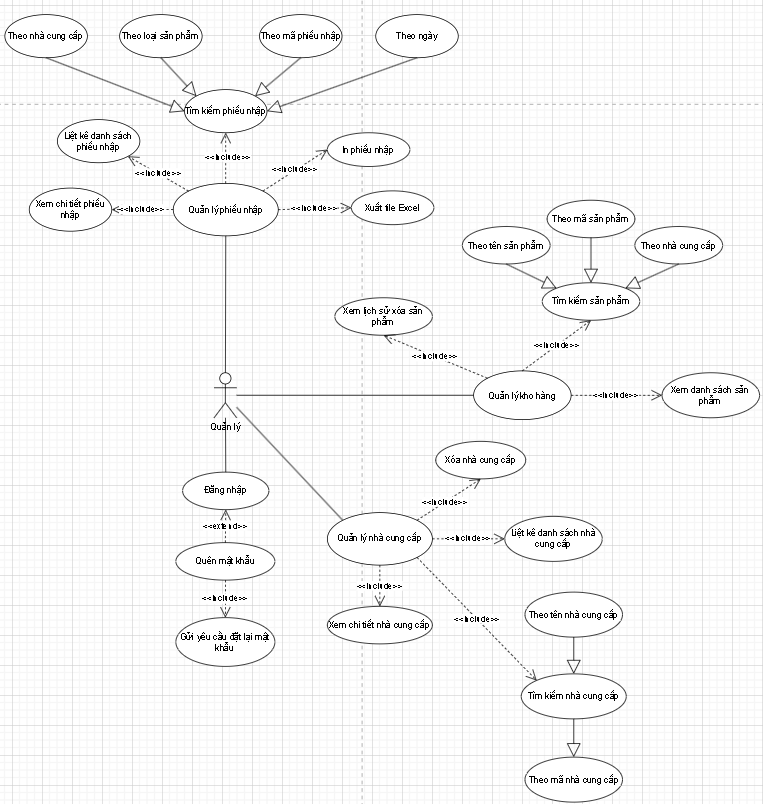 Theo nhà cung cấp
Theo loại sản phẩm
Theo mã phiếu nhập
Theo ngày
Tìm kiếm phiếu nhập
Liệt kê danh sách
phiếu nhập
<<Include>>
In phiếu nhập
<<Include>>
<<Include>>
Xem chi tiết phiếu
nhập
<<Include>>
Quản lý phiếu nhập
<<Include>>
Xuất file Excel
Theo mã sản phẩm
Theo tên sản phẩm
Theo nhà cung cấp
Tìm kiếm sản phẩm
Xem lịch sử xóa sản
phẩm
<<Include>>
<<Include>>
Quản lý kho hàng
<<Include>>
Xem danh sách sản
phẩm
Quản lý
Xóa nhà cung cấp
Đăng nhập
<<Include>>
<<extend>>
Quản lý nhà cung cấp
<<Include>>
Liệt kê danh sách nhà
cung cấp
Quên mật khẩu
<<Include>>
<<Include>>
Theo tên nhà cung cấp
<<Include>>
Xem chi tiết nhà cung cấp
Gửi yêu cầu đặt lại mật
khẩu
Tìm kiếm nhà cung cấp
Theo mã nhà cung cấp